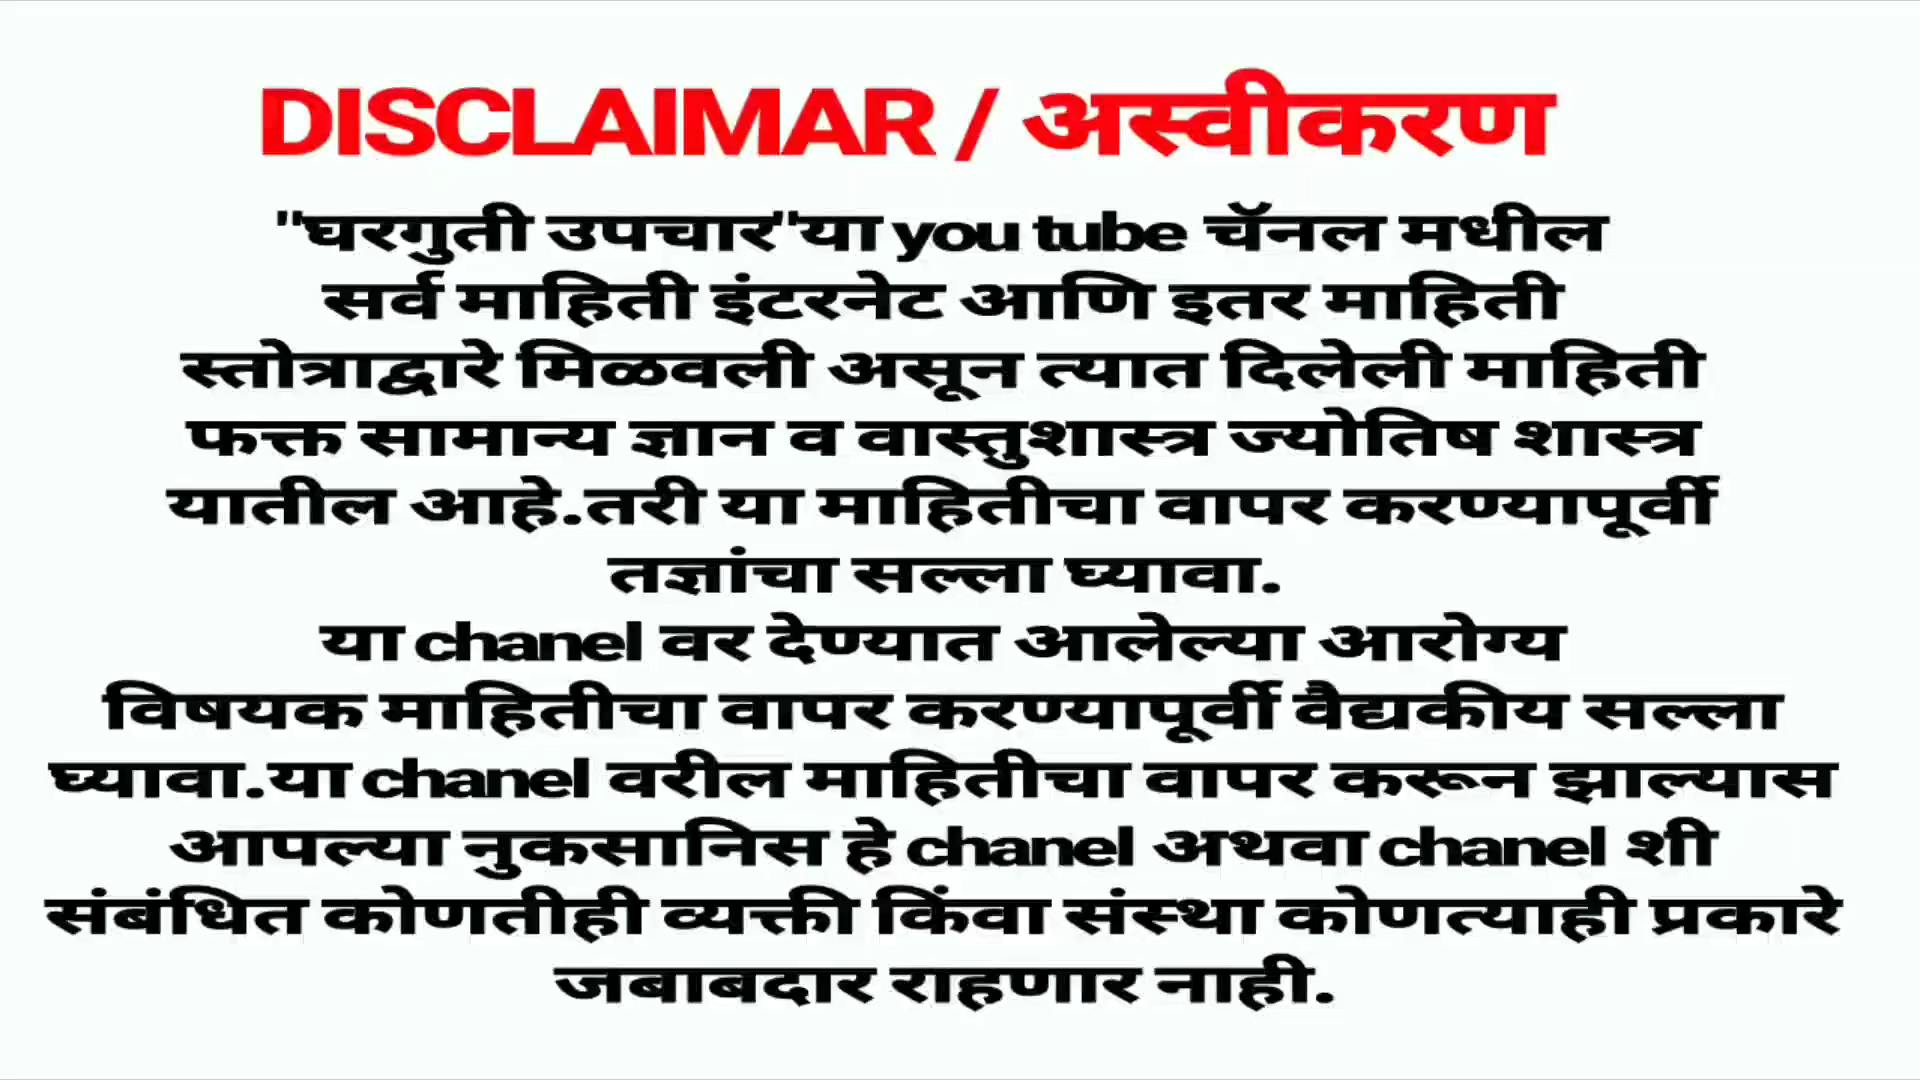 DISCLAIMAR / अस्वीकरण
"घरगुती उपचार"या you tube चॅनल मधील
सर्व माहिती इंटरनेट आणि इतर माहिती
स्तोत्राद्वारे मिळवली असून त्यात दिलेली माहिती
फक्त सामान्य ज्ञान व वास्तुशास्त्र ज्योतिष शास्त्र
यातील आहे.तरी या माहितीचा वापर करण्यापूर्वी
तज्ञांचा सल्ला घ्यावा.
या chanel वर देण्यात आलेल्या आरोग्य
विषयक माहितीचा वापर करण्यापूर्वी वैद्यकीय सल्ला
घ्यावा.या chanel वरील माहितीचा वापर करून झाल्यास
आपल्या नुकसानिस हे chanel अथवा chanel शी
संबंधित कोणतीही व्यक्ती किंवा संस्था कोणत्याही प्रकारे
जबाबदार राहणार नाही.